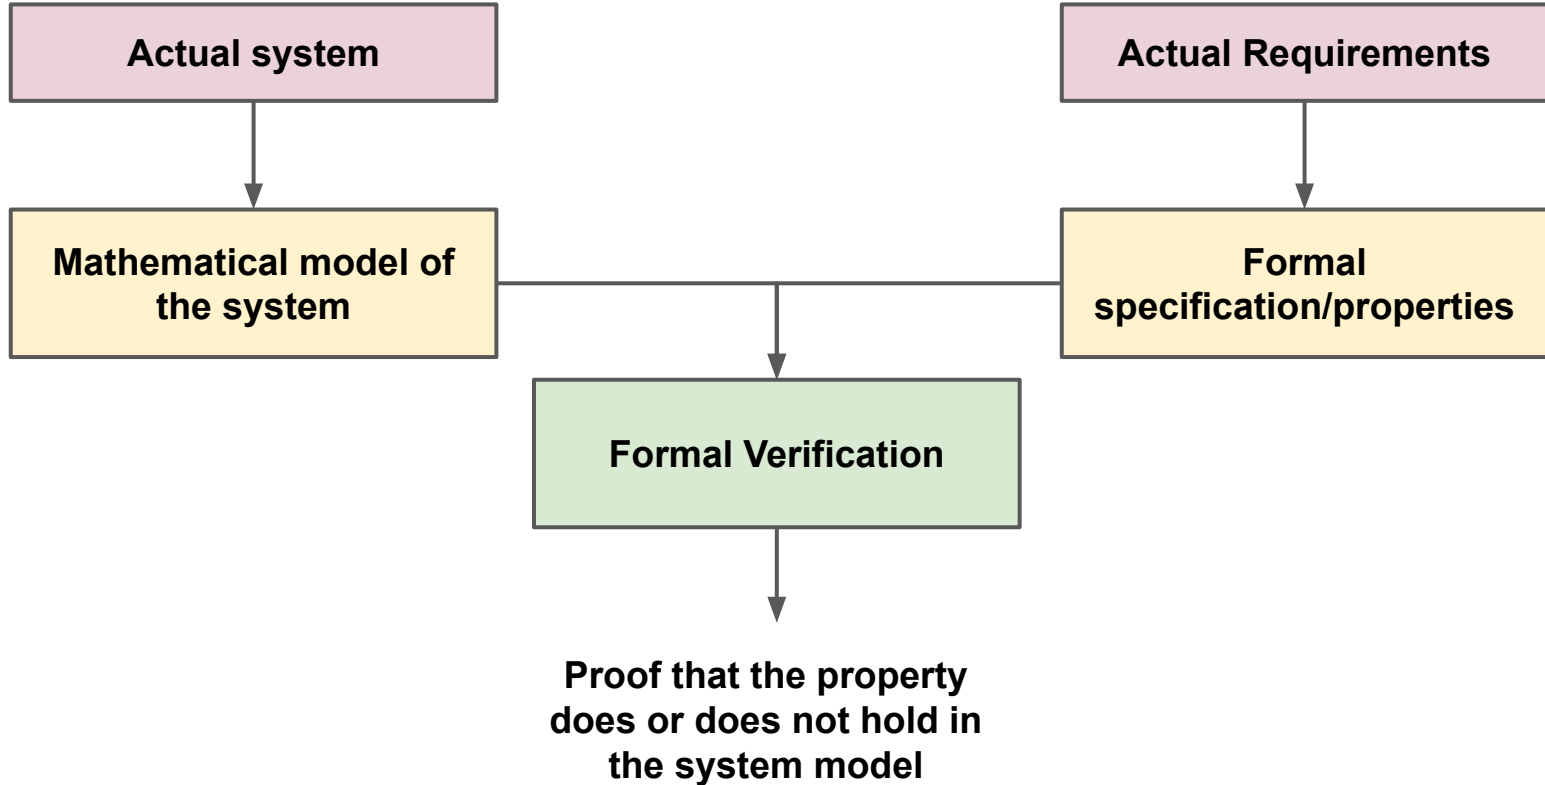 Actual system
Actual Requirements
Mathematical model of
the system
Formal
specification/properties
Formal Verification
Proof that the property
does or does not hold in
the system model